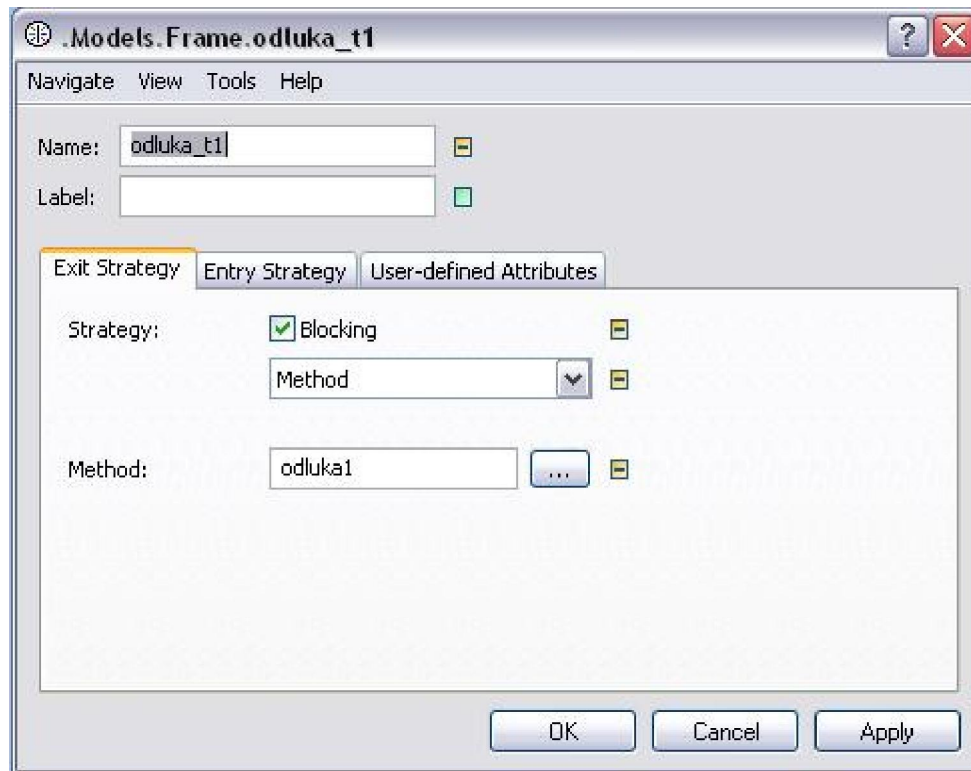 .Models.Frame.odluka_t1 ?
Navigate View Tools Help
Name: odluka_t1
Label:
Exit Strategy Entry Strategy User-defined Attributes
Strategy: Blocking
Method
Method: odluka1 ...
OK Cancel Apply